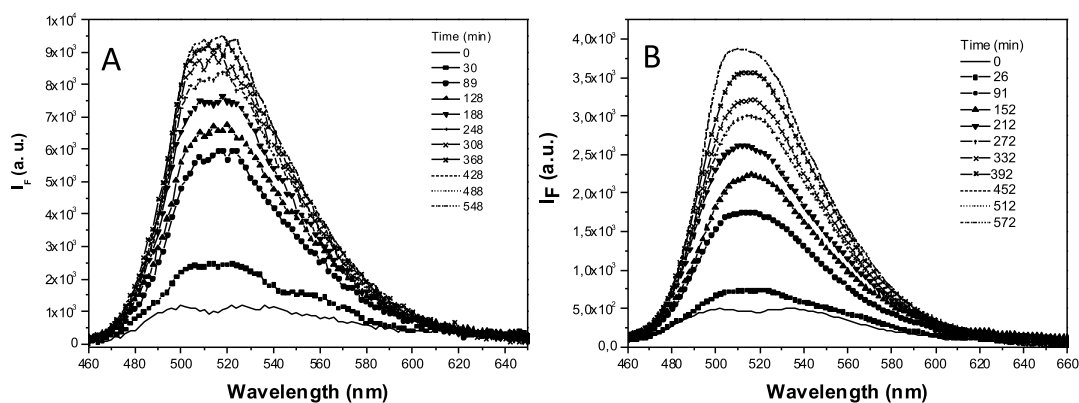 A
I_F (a. u.)
1x10⁴
9x10³
8x10³
7x10³
6x10³
5x10³
4x10³
3x10³
2x10³
1x10³
0
460 480 500 520 540 560 580 600 620 640
Wavelength (nm)
Time (min)
0
30
89
128
188
248
308
368
428
488
548
B
I_F (a.u.)
4,0x10³
3,5x10³
3,0x10³
2,5x10³
2,0x10³
1,5x10³
1,0x10³
5,0x10²
0,0
460 480 500 520 540 560 580 600 620 640 660
Wavelength (nm)
Time (min)
0
26
91
152
212
272
332
392
452
512
572